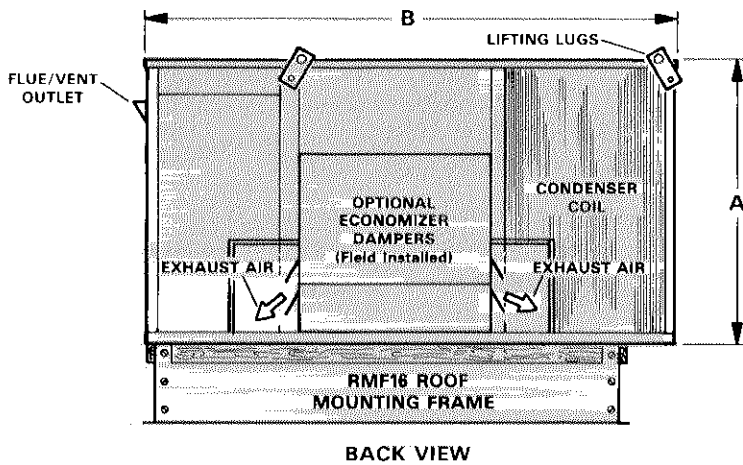 B
LIFTING LUGS
FLUE/VENT
OUTLET
A
CONDENSER
COIL
OPTIONAL
ECONOMIZER
DAMPERS
(Field Installed)
EXHAUST AIR
EXHAUST AIR
RMF16 ROOF
MOUNTING FRAME
BACK VIEW